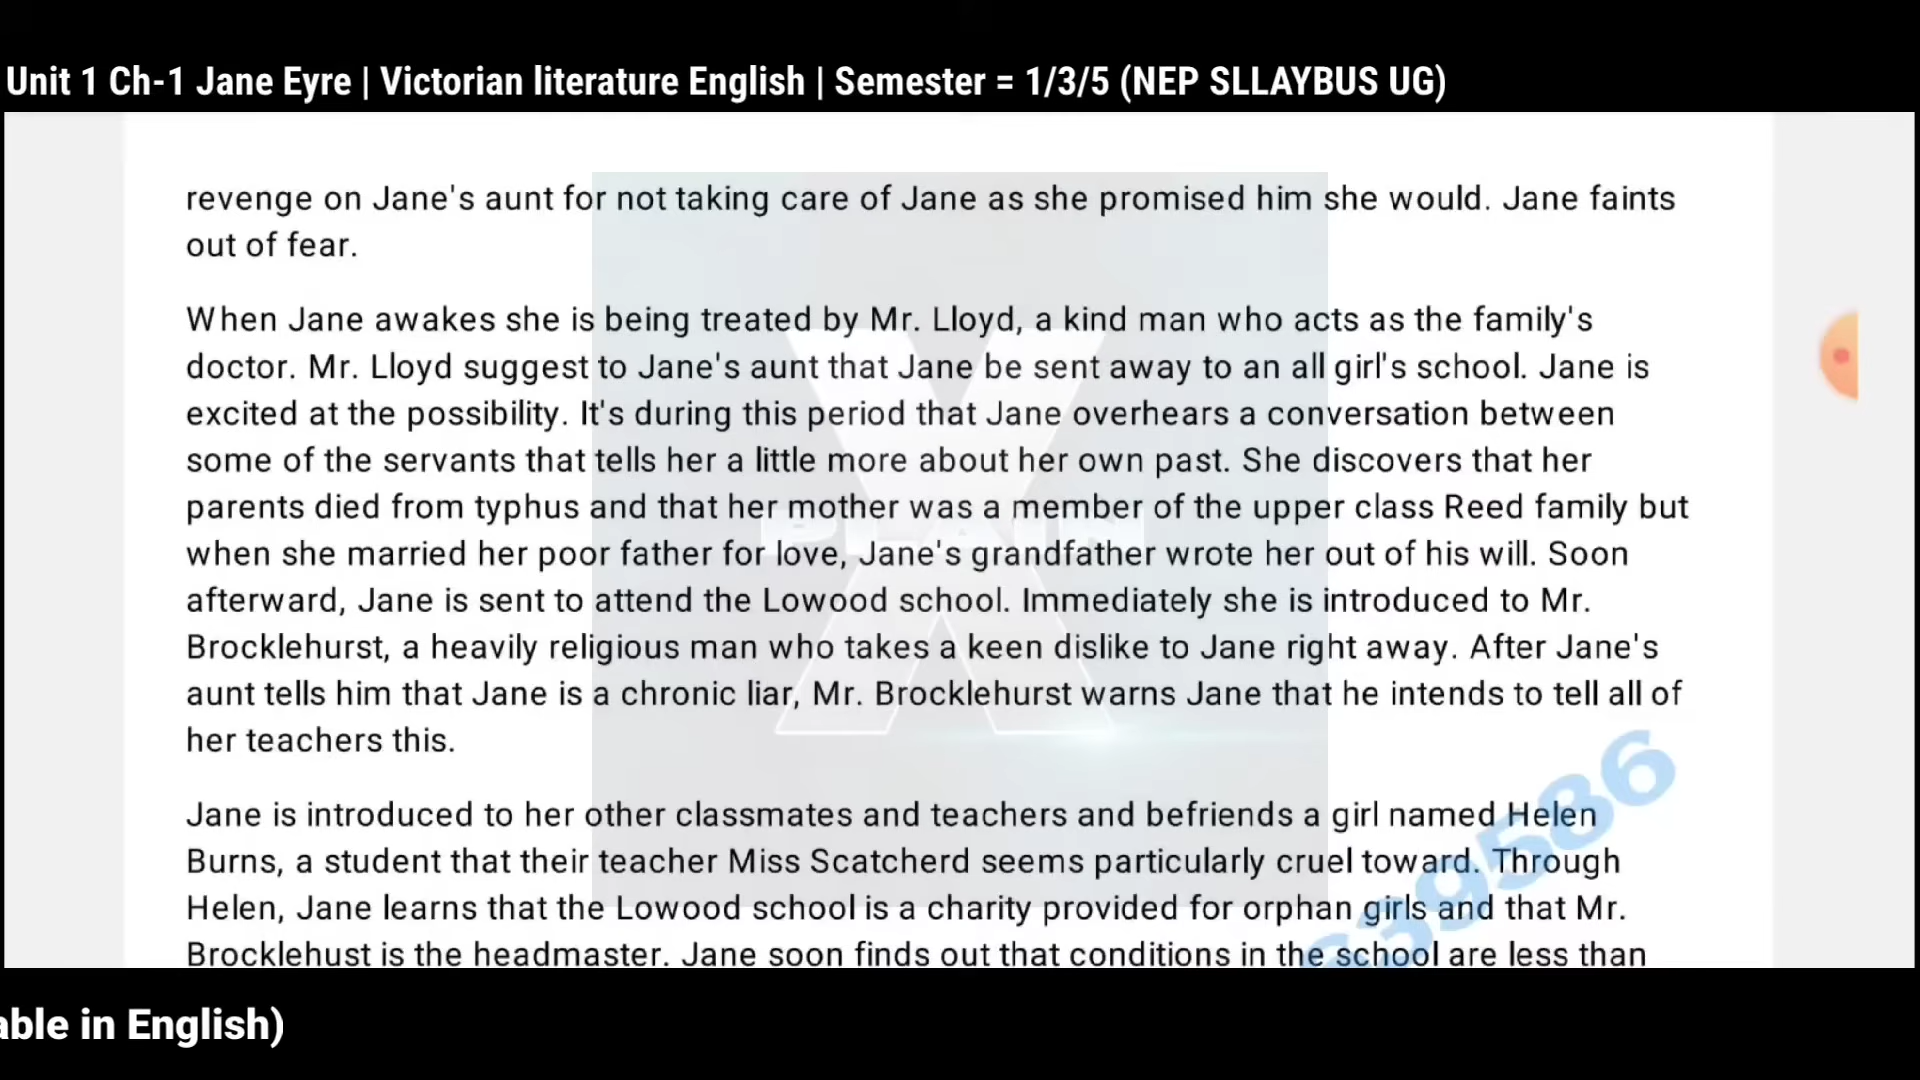 Unit 1 Ch-1 Jane Eyre | Victorian literature English | Semester = 1/3/5 (NEP SLLAYBUS UG)
revenge on Jane's aunt for not taking care of Jane as she promised him she would. Jane faints
out of fear.
When Jane awakes she is being treated by Mr. Lloyd, a kind man who acts as the family's
doctor. Mr. Lloyd suggest to Jane's aunt that Jane be sent away to an all girl's school. Jane is
excited at the possibility. It's during this period that Jane overhears a conversation between
some of the servants that tells her a little more about her own past. She discovers that her
parents died from typhus and that her mother was a member of the upper class Reed family but
when she married her poor father for love, Jane's grandfather wrote her out of his will. Soon
afterward, Jane is sent to attend the Lowood school. Immediately she is introduced to Mr.
Brocklehurst, a heavily religious man who takes a keen dislike to Jane right away. After Jane's
aunt tells him that Jane is a chronic liar, Mr. Brocklehurst warns Jane that he intends to tell all of
her teachers this.
Jane is introduced to her other classmates and teachers and befriends a girl named Helen
Burns, a student that their teacher Miss Scatcherd seems particularly cruel toward. Through
Helen, Jane learns that the Lowood school is a charity provided for orphan girls and that Mr.
Brocklehust is the headmaster. Jane soon finds out that conditions in the school are less than
PLAIN
639586
able in English)